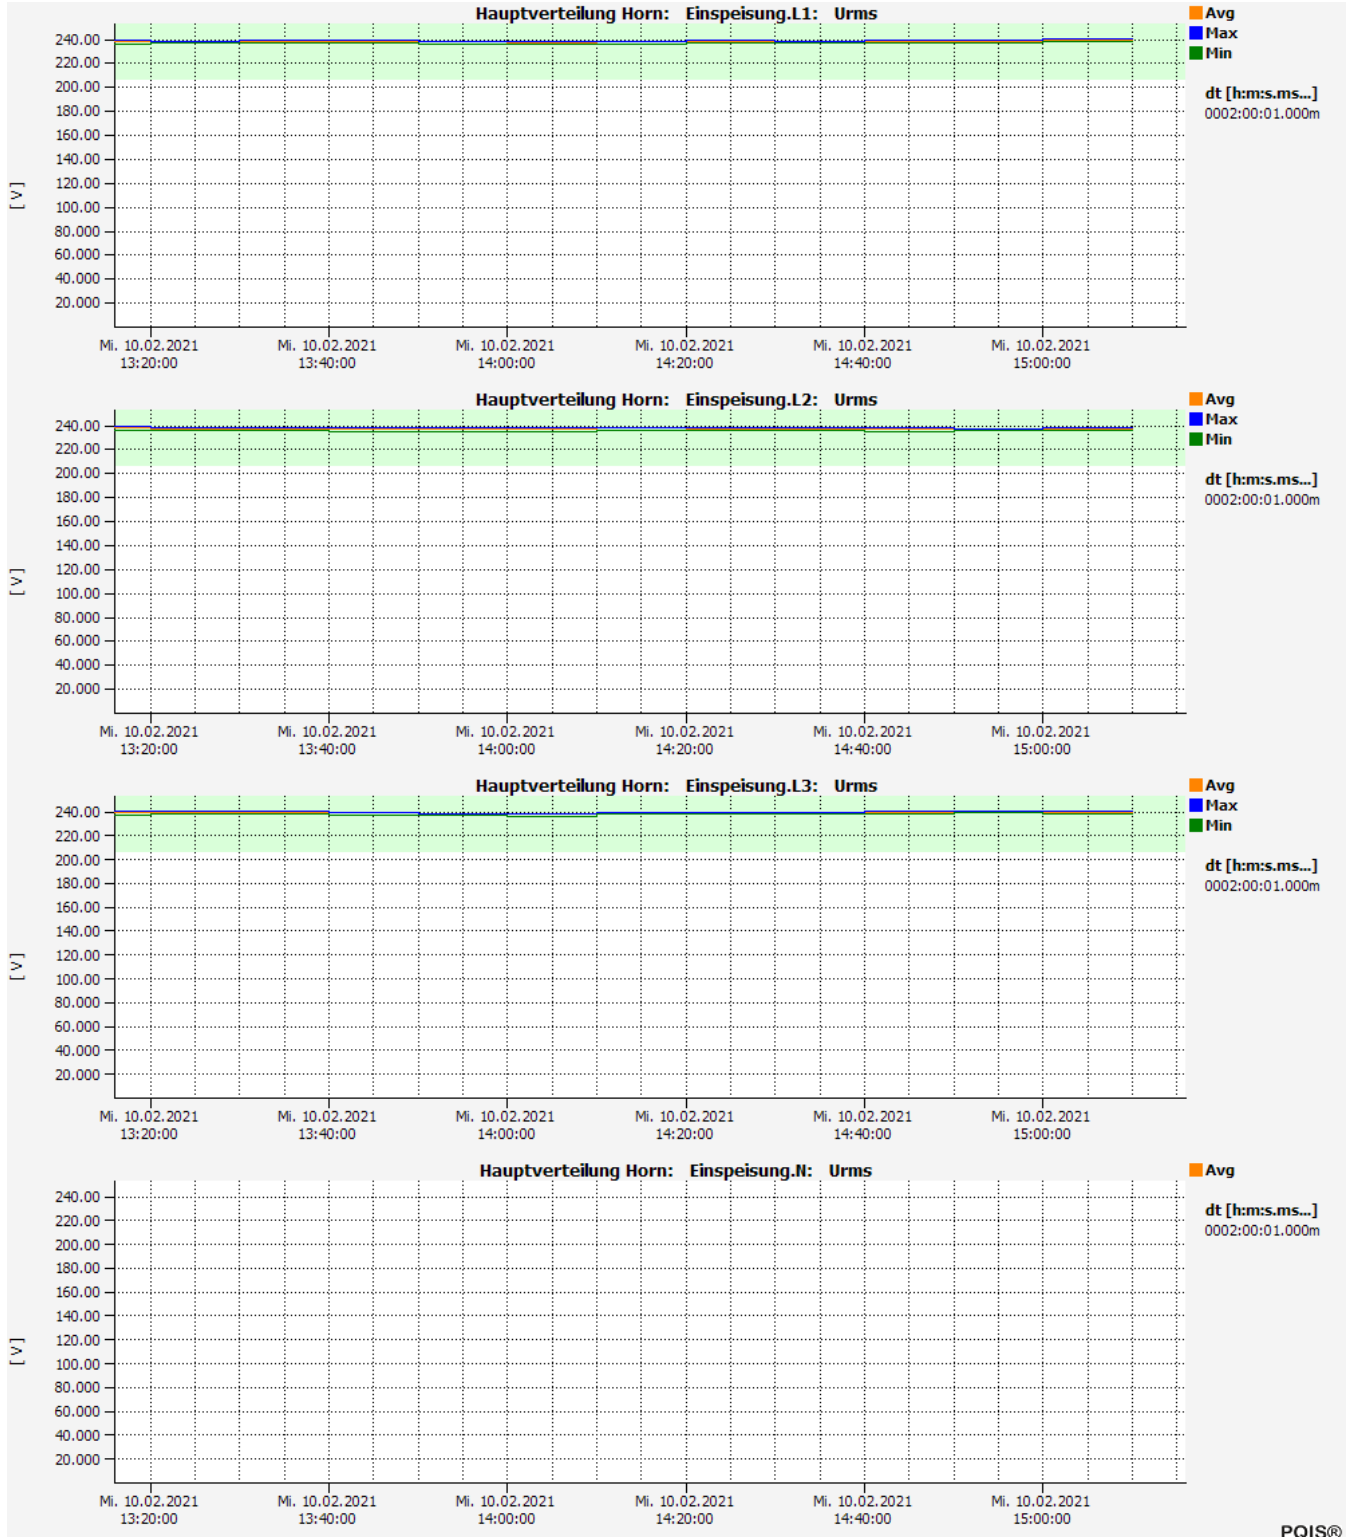 Hauptverteilung Horn: Einspeisung.L1: Urms
Avg
Max
Min
dt [h:m:s.ms...]
0002:00:01.000m
[ V]
240.00
220.00
200.00
180.00
160.00
140.00
120.00
100.00
80.000
60.000
40.000
20.000
Mi. 10.02.2021 Mi. 10.02.2021 Mi. 10.02.2021 Mi. 10.02.2021 Mi. 10.02.2021 Mi. 10.02.2021
13:20:00 13:40:00 14:00:00 14:20:00 14:40:00 15:00:00
Hauptverteilung Horn: Einspeisung.L2: Urms
Avg
Max
Min
dt [h:m:s.ms...]
0002:00:01.000m
[ V]
240.00
220.00
200.00
180.00
160.00
140.00
120.00
100.00
80.000
60.000
40.000
20.000
Mi. 10.02.2021 Mi. 10.02.2021 Mi. 10.02.2021 Mi. 10.02.2021 Mi. 10.02.2021 Mi. 10.02.2021
13:20:00 13:40:00 14:00:00 14:20:00 14:40:00 15:00:00
Hauptverteilung Horn: Einspeisung.L3: Urms
Avg
Max
Min
dt [h:m:s.ms...]
0002:00:01.000m
[ V]
240.00
220.00
200.00
180.00
160.00
140.00
120.00
100.00
80.000
60.000
40.000
20.000
Mi. 10.02.2021 Mi. 10.02.2021 Mi. 10.02.2021 Mi. 10.02.2021 Mi. 10.02.2021 Mi. 10.02.2021
13:20:00 13:40:00 14:00:00 14:20:00 14:40:00 15:00:00
Hauptverteilung Horn: Einspeisung.N: Urms
Avg
dt [h:m:s.ms...]
0002:00:01.000m
[ V]
240.00
220.00
200.00
180.00
160.00
140.00
120.00
100.00
80.000
60.000
40.000
20.000
Mi. 10.02.2021 Mi. 10.02.2021 Mi. 10.02.2021 Mi. 10.02.2021 Mi. 10.02.2021 Mi. 10.02.2021
13:20:00 13:40:00 14:00:00 14:20:00 14:40:00 15:00:00
PQIS®